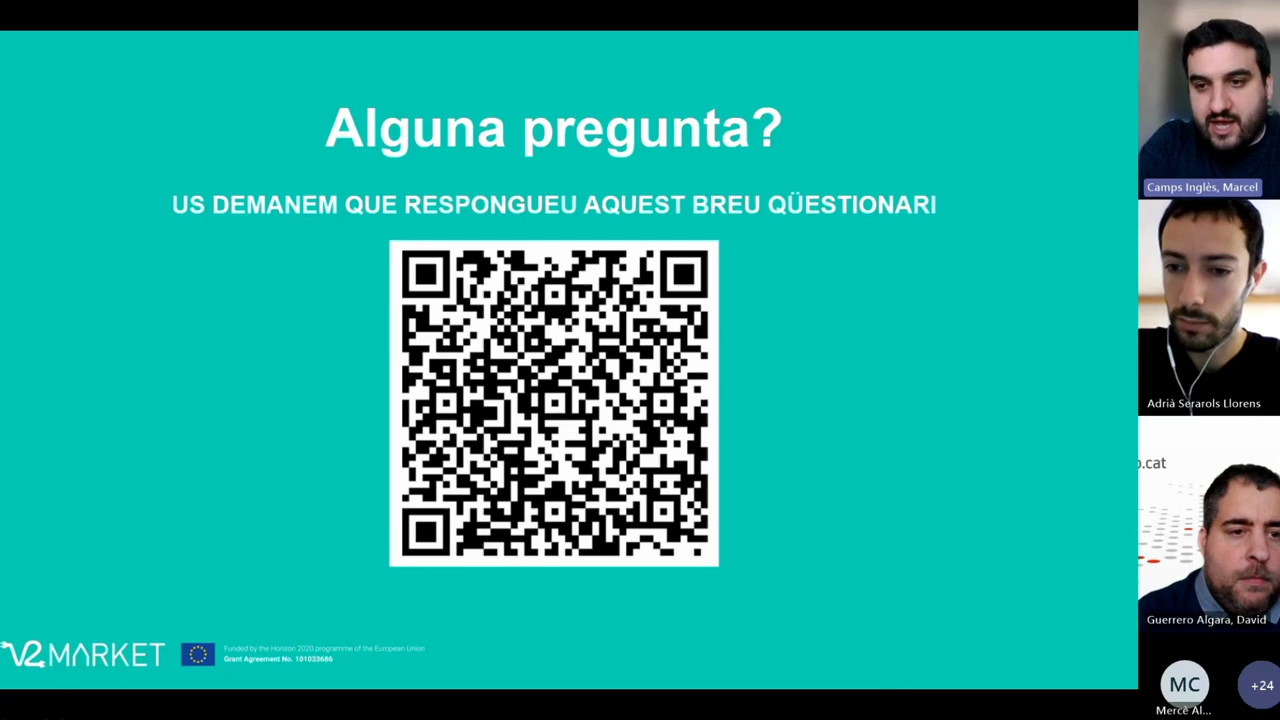 Alguna pregunta?
US DEMANEM QUE RESPONGUEU AQUEST BREU QÜESTIONARI
V2MARKET
Funded by the Horizon 2020 programme of the European Union
Grant Agreement No. 101033686
Camps Inglès, Marcel
Adrià Serarols Llorens
o.cat
Guerrero Algara, David
MC
Mercè Al...
+24